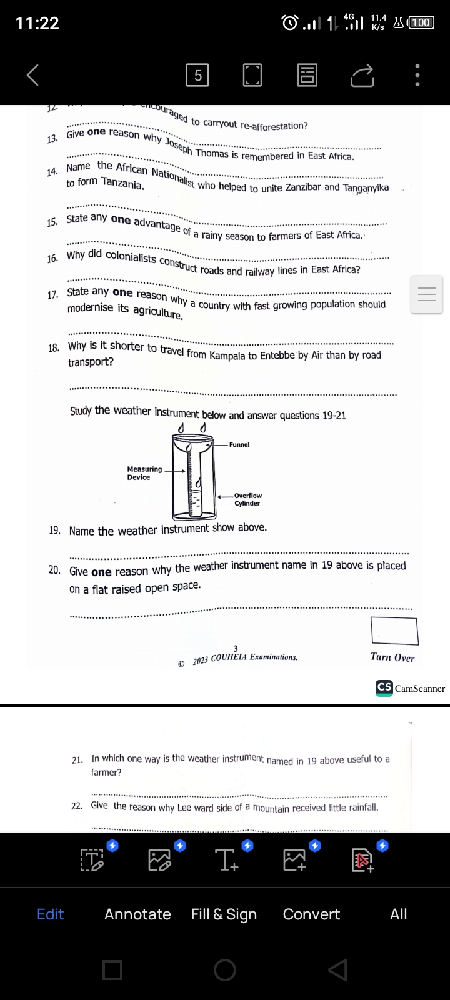 11:22
4G
11.4
K/s
100
5
12.
encouraged to carryout re-afforestation?
13. Give one reason why Joseph Thomas is remembered in East Africa.
14. Name the African Nationalist who helped to unite Zanzibar and Tanganyika
to form Tanzania.
15. State any one advantage of a rainy season to farmers of East Africa.
16. Why did colonialists construct roads and railway lines in East Africa?
17. State any one reason why a country with fast growing population should
modernise its agriculture.
18. Why is it shorter to travel from Kampala to Entebbe by Air than by road
transport?
Study the weather instrument below and answer questions 19-21
Funnel
Measuring
Device
Overflow
Cylinder
19. Name the weather instrument show above.
20. Give one reason why the weather instrument name in 19 above is placed
on a flat raised open space.
3
© 2023 COUHEIA Examinations.
Turn Over
CS CamScanner
21. In which one way is the weather instrument named in 19 above useful to a
farmer?
22. Give the reason why Lee ward side of a mountain received little rainfall.
Edit
Annotate
Fill & Sign
Convert
All